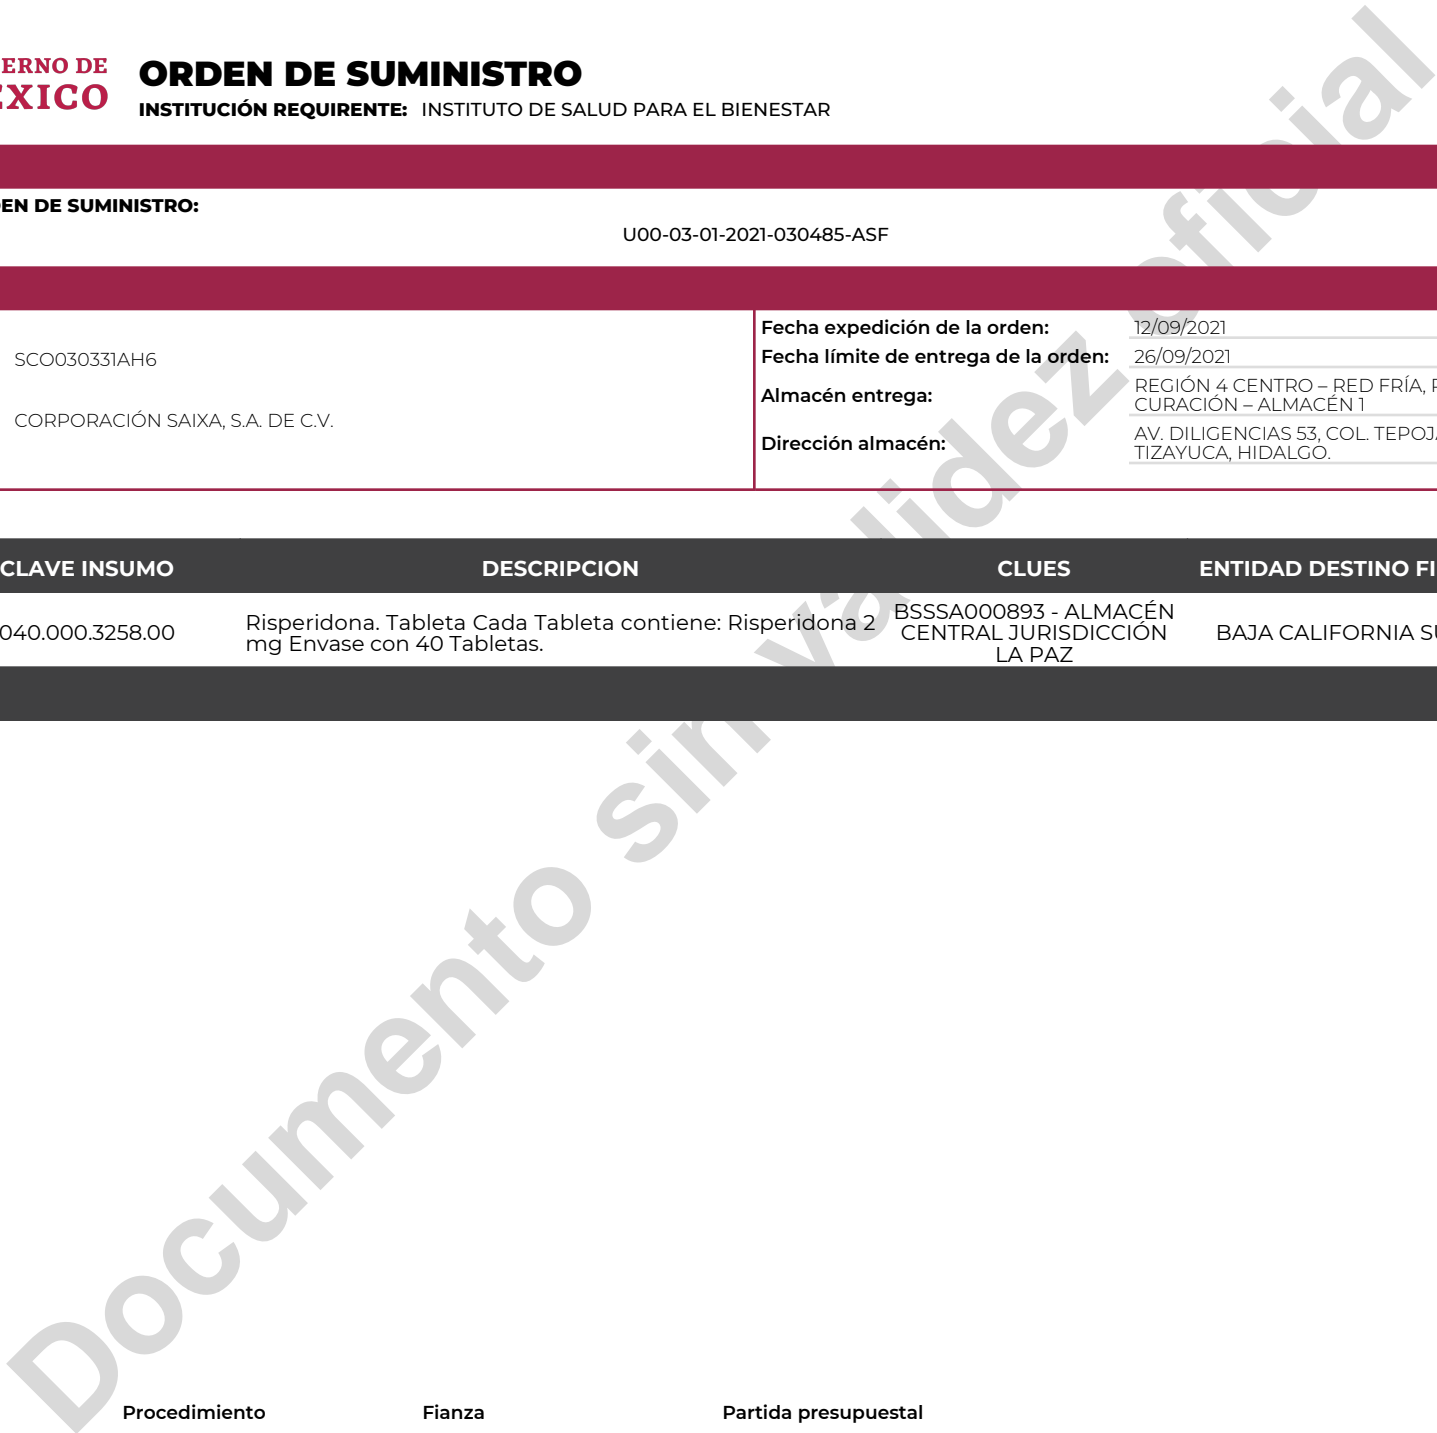 ERNO DE
EXICO
ORDEN DE SUMINISTRO
INSTITUCIÓN REQUIRENTE: INSTITUTO DE SALUD PARA EL BIENESTAR
EN DE SUMINISTRO:
U00-03-01-2021-030485-ASF
SCO030331AH6
CORPORACIÓN SAIXA, S.A. DE C.V.
Fecha expedición de la orden: 12/09/2021
Fecha límite de entrega de la orden: 26/09/2021
Almacén entrega: REGIÓN 4 CENTRO – RED FRÍA,
CURACIÓN – ALMACÉN 1
Dirección almacén: AV. DILIGENCIAS 53, COL. TEPOJ
TIZAYUCA, HIDALGO.
CLAVE INSUMO DESCRIPCION CLUES ENTIDAD DESTINO FI
040.000.3258.00
Risperidona. Tableta Cada Tableta contiene: Risperidona 2
mg Envase con 40 Tabletas.
BSSSA000893 - ALMACÉN
CENTRAL JURISDICCIÓN
LA PAZ
BAJA CALIFORNIA S
Documento sin validez oficial
Procedimiento Fianza Partida presupuestal